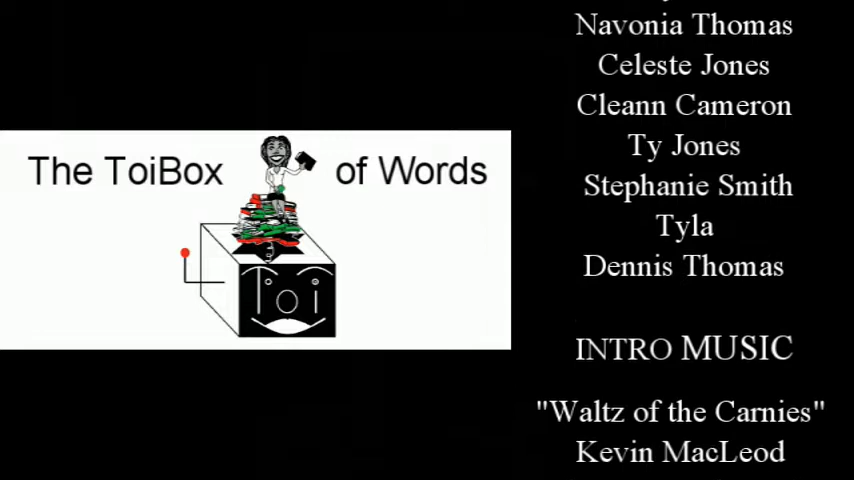 The ToiBox of Words
Toi
Navonia Thomas
Celeste Jones
Cleann Cameron
Ty Jones
Stephanie Smith
Tyla
Dennis Thomas
INTRO MUSIC
"Waltz of the Carnies"
Kevin MacLeod